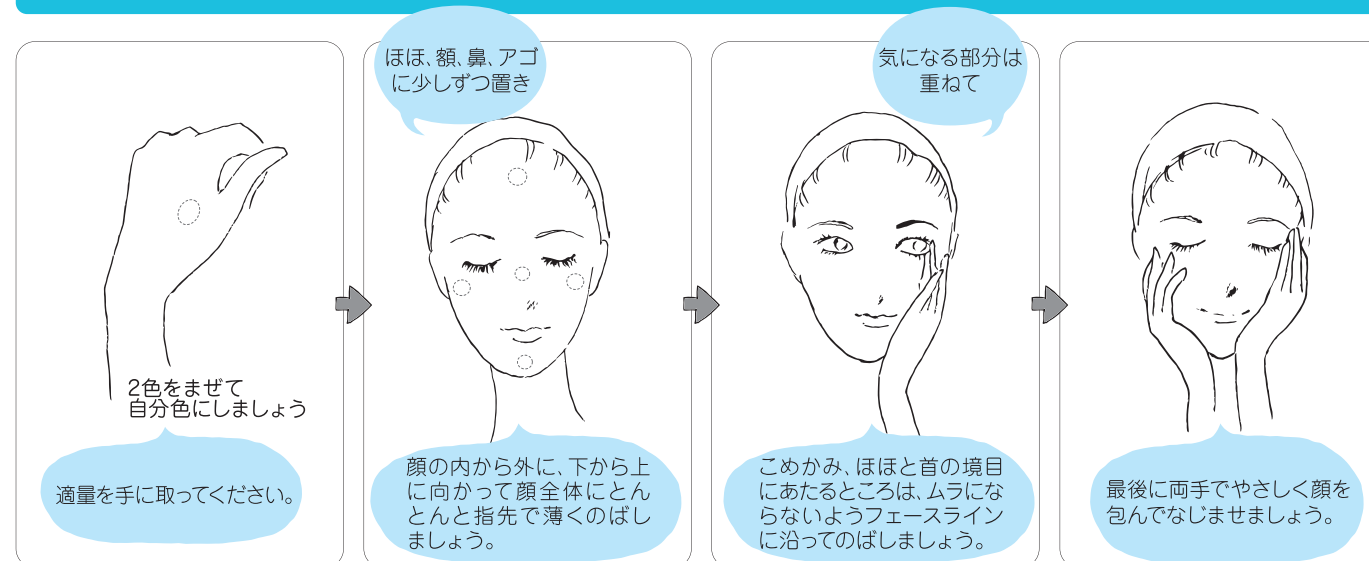 2色をまぜて
自分色にしましょう
適量を手に取ってください。
ほほ、額、鼻、アゴ
に少しずつ置き
顔の内から外に、下から上
に向かって顔全体にとん
とんと指先で薄くのばし
ましょう。
気になる部分は
重ねて
こめかみ、ほほと首の境目
にあたるところは、ムラにな
らないようフェースライン
に沿ってのばしましょう。
最後に両手でやさしく顔を
包んでなじませましょう。